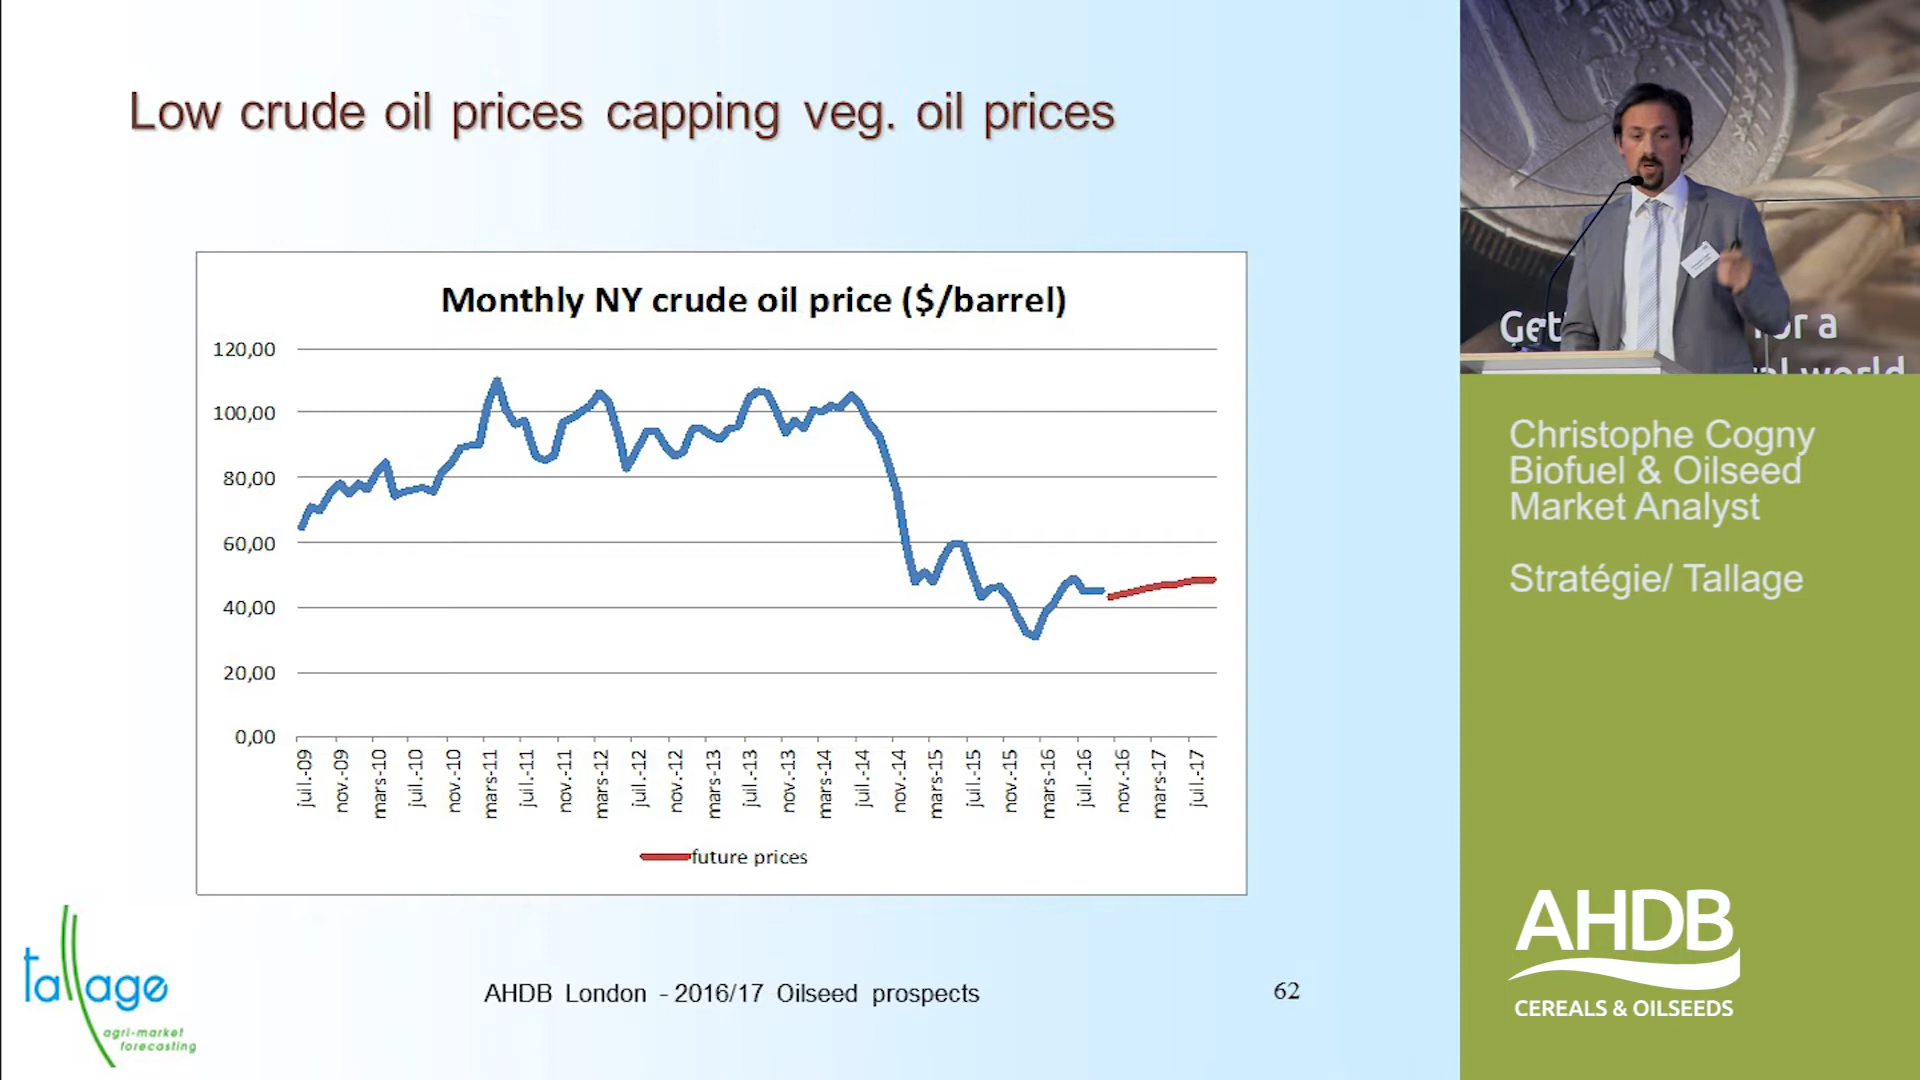 Low crude oil prices capping veg. oil prices
Monthly NY crude oil price ($/barrel)
120,00
100,00
80,00
60,00
40,00
20,00
0,00
juil.-09
nov.-09
mars-10
juil.-10
nov.-10
mars-11
juil.-11
nov.-11
mars-12
juil.-12
nov.-12
mars-13
juil.-13
nov.-13
mars-14
juil.-14
nov.-14
mars-15
juil.-15
nov.-15
mars-16
juil.-16
nov.-16
mars-17
juil.-17
future prices
tallage
agri-market
forecasting
AHDB London - 2016/17 Oilseed prospects
62
or a
world
Christophe Cogny
Biofuel & Oilseed
Market Analyst
Stratégie/ Tallage
AHDB
CEREALS & OILSEEDS